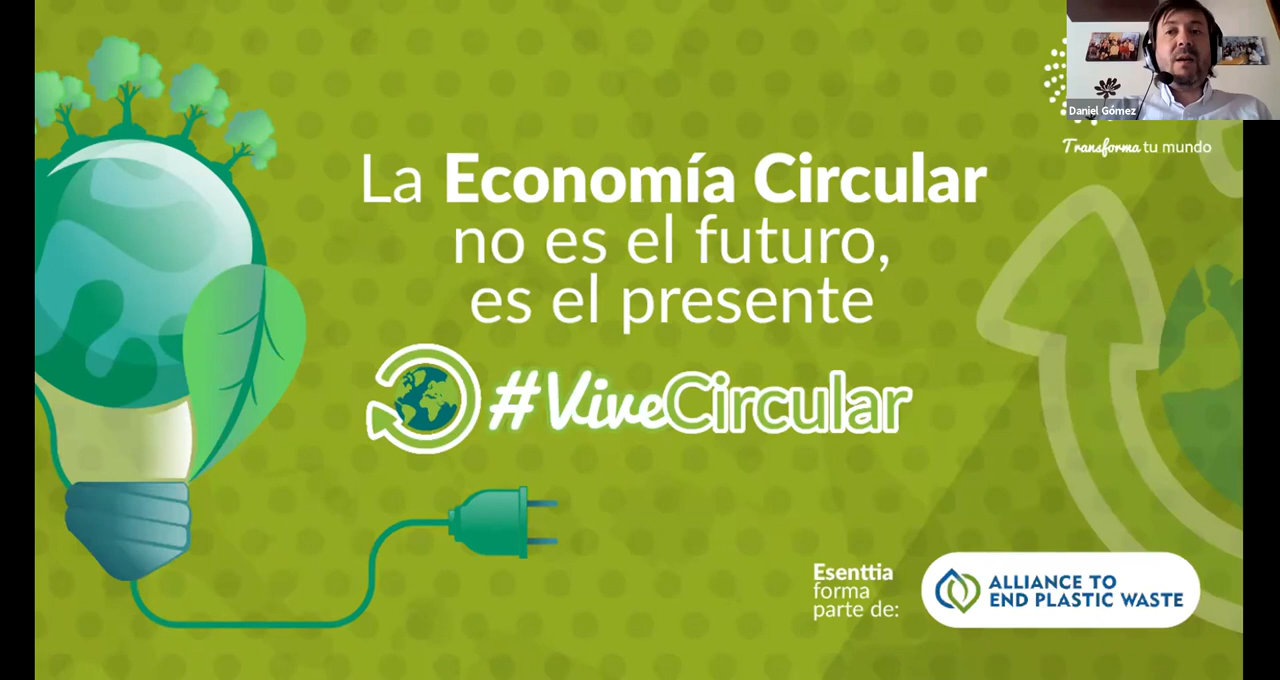 Daniel Gómez
Transforma tu mundo
La Economía Circular
no es el futuro,
es el presente
#ViveCircular
Esenttia
forma
parte de:
ALLIANCE TO
END PLASTIC WASTE